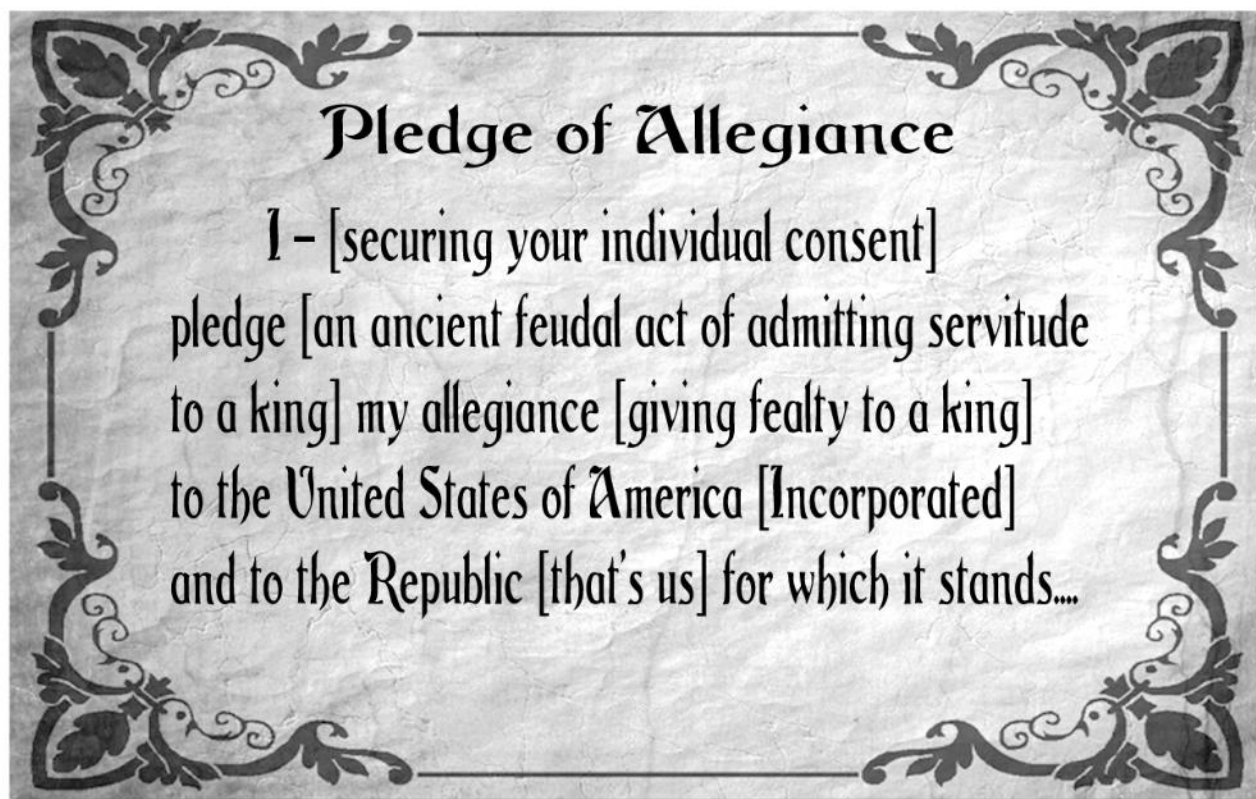 Pledge of Allegiance
I – [securing your individual consent]
pledge [an ancient feudal act of admitting servitude
to a king] my allegiance [giving fealty to a king]
to the United States of America [Incorporated]
and to the Republic [that's us] for which it stands....